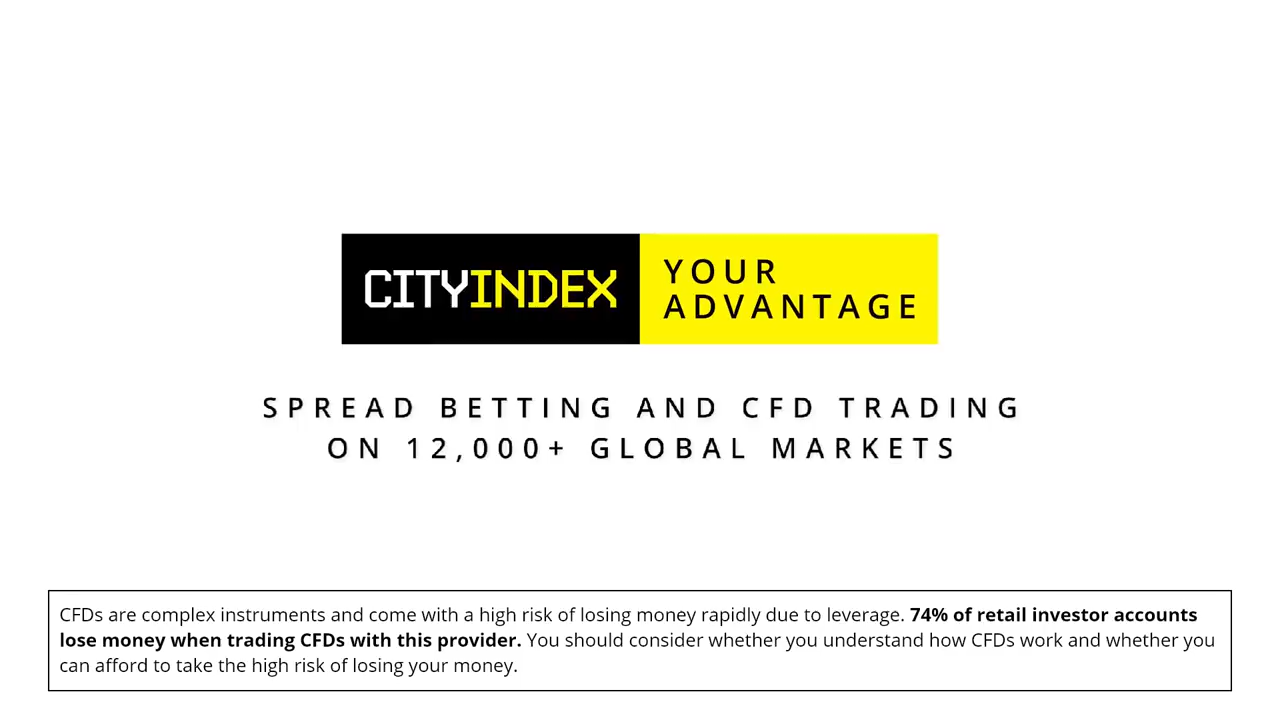 CITYINDEX
YOUR
ADVANTAGE
SPREAD BETTING AND CFD TRADING
ON 12,000+ GLOBAL MARKETS
CFDs are complex instruments and come with a high risk of losing money rapidly due to leverage. 74% of retail investor accounts
lose money when trading CFDs with this provider. You should consider whether you understand how CFDs work and whether you
can afford to take the high risk of losing your money.